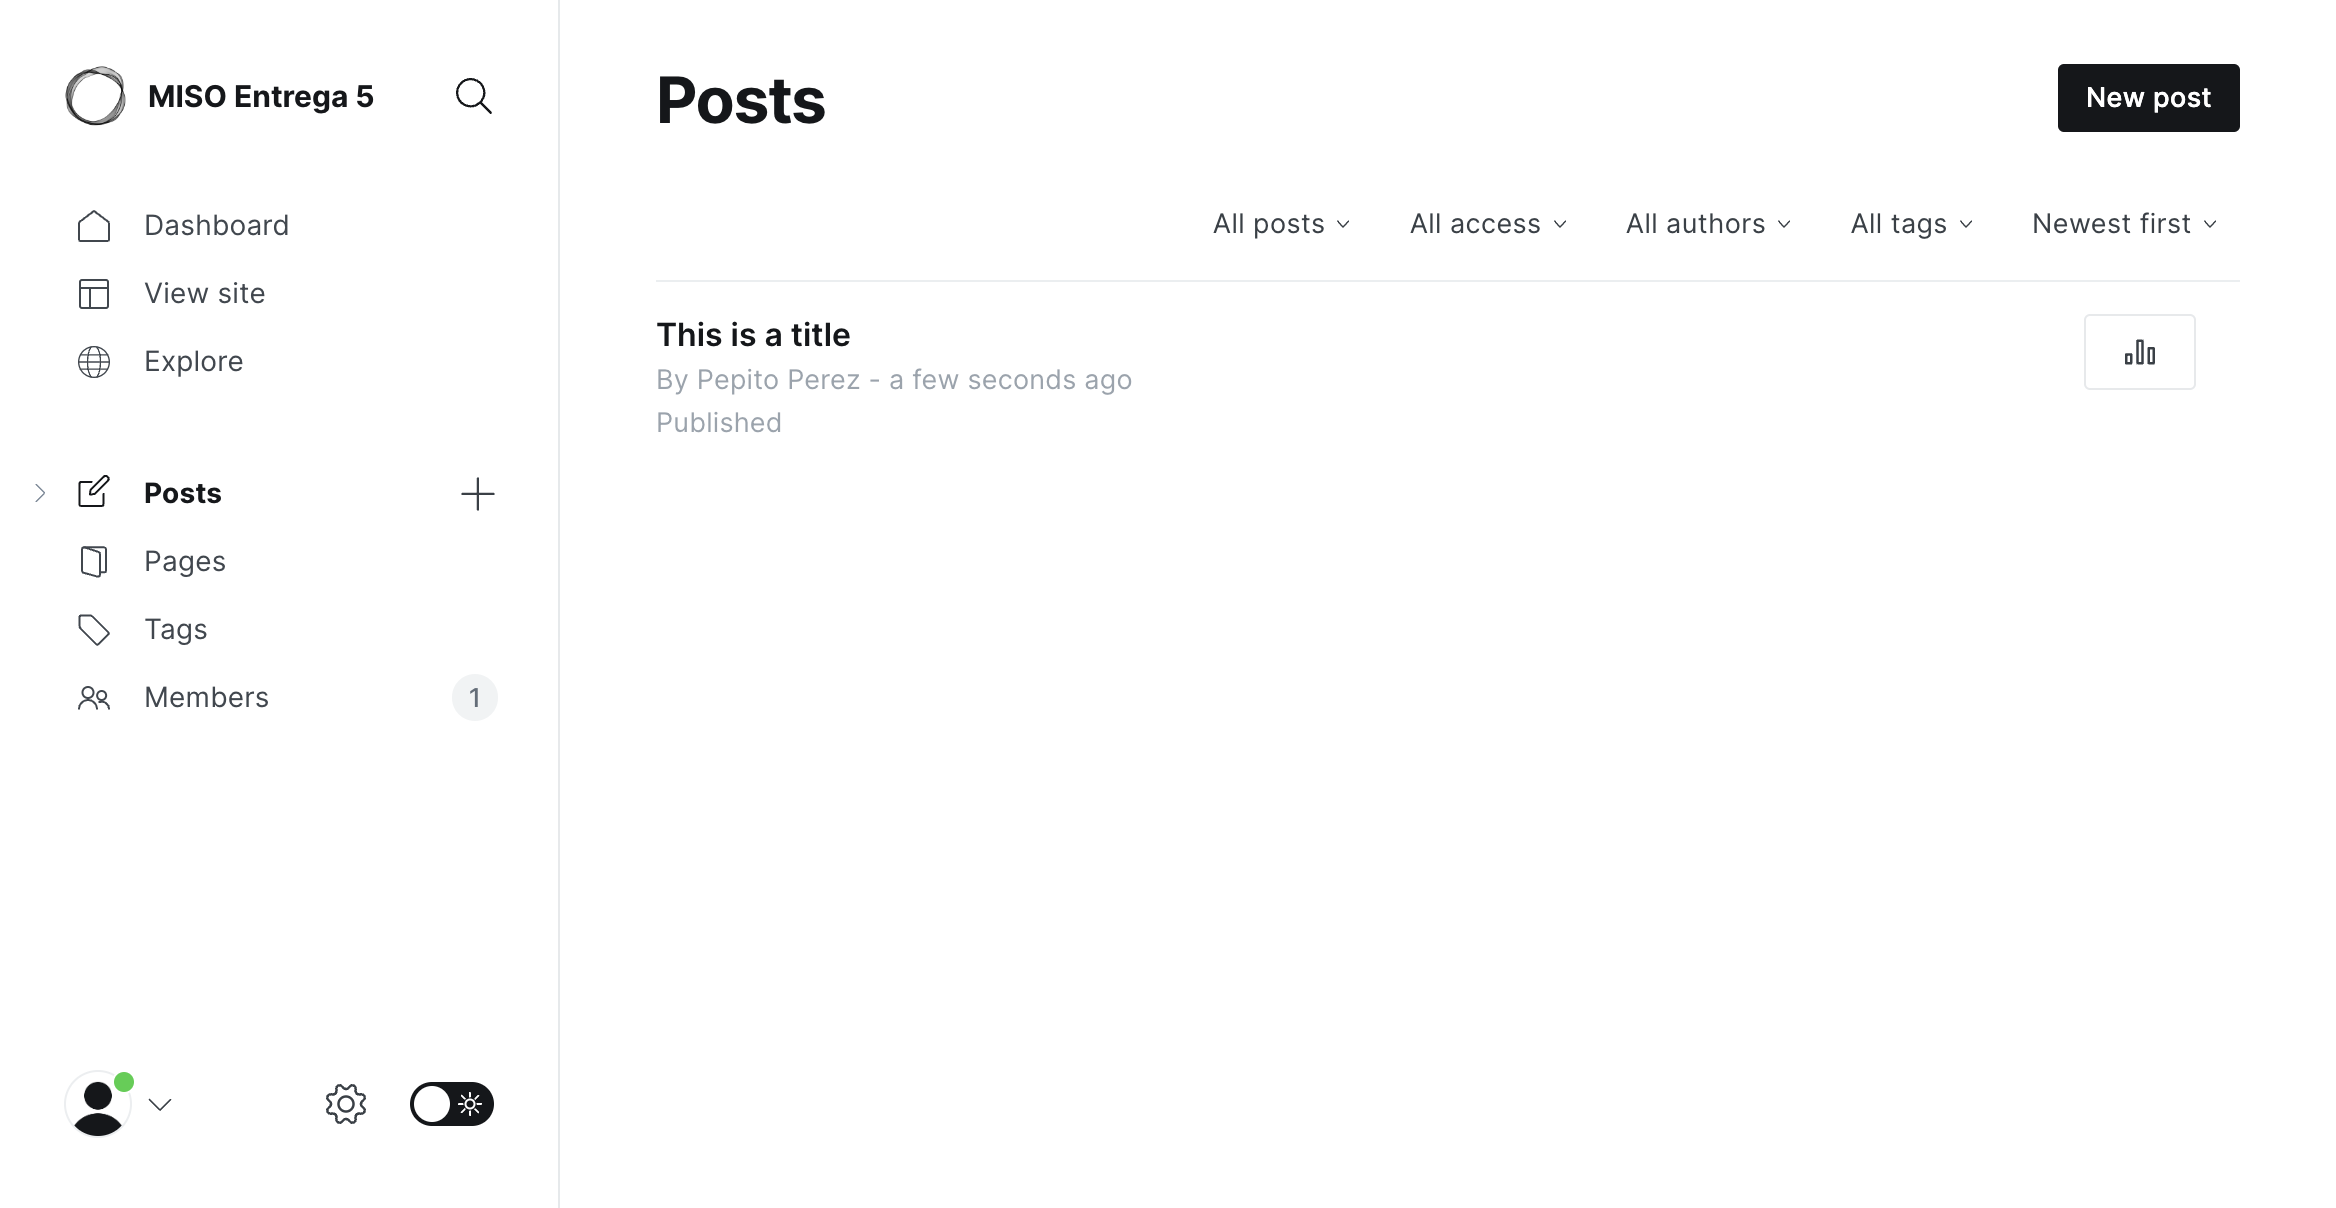 MISO Entrega 5
Dashboard
View site
Explore
Posts
Pages
Tags
Members 1
Posts
New post
All posts All access All authors All tags Newest first
This is a title
By Pepito Perez - a few seconds ago
Published